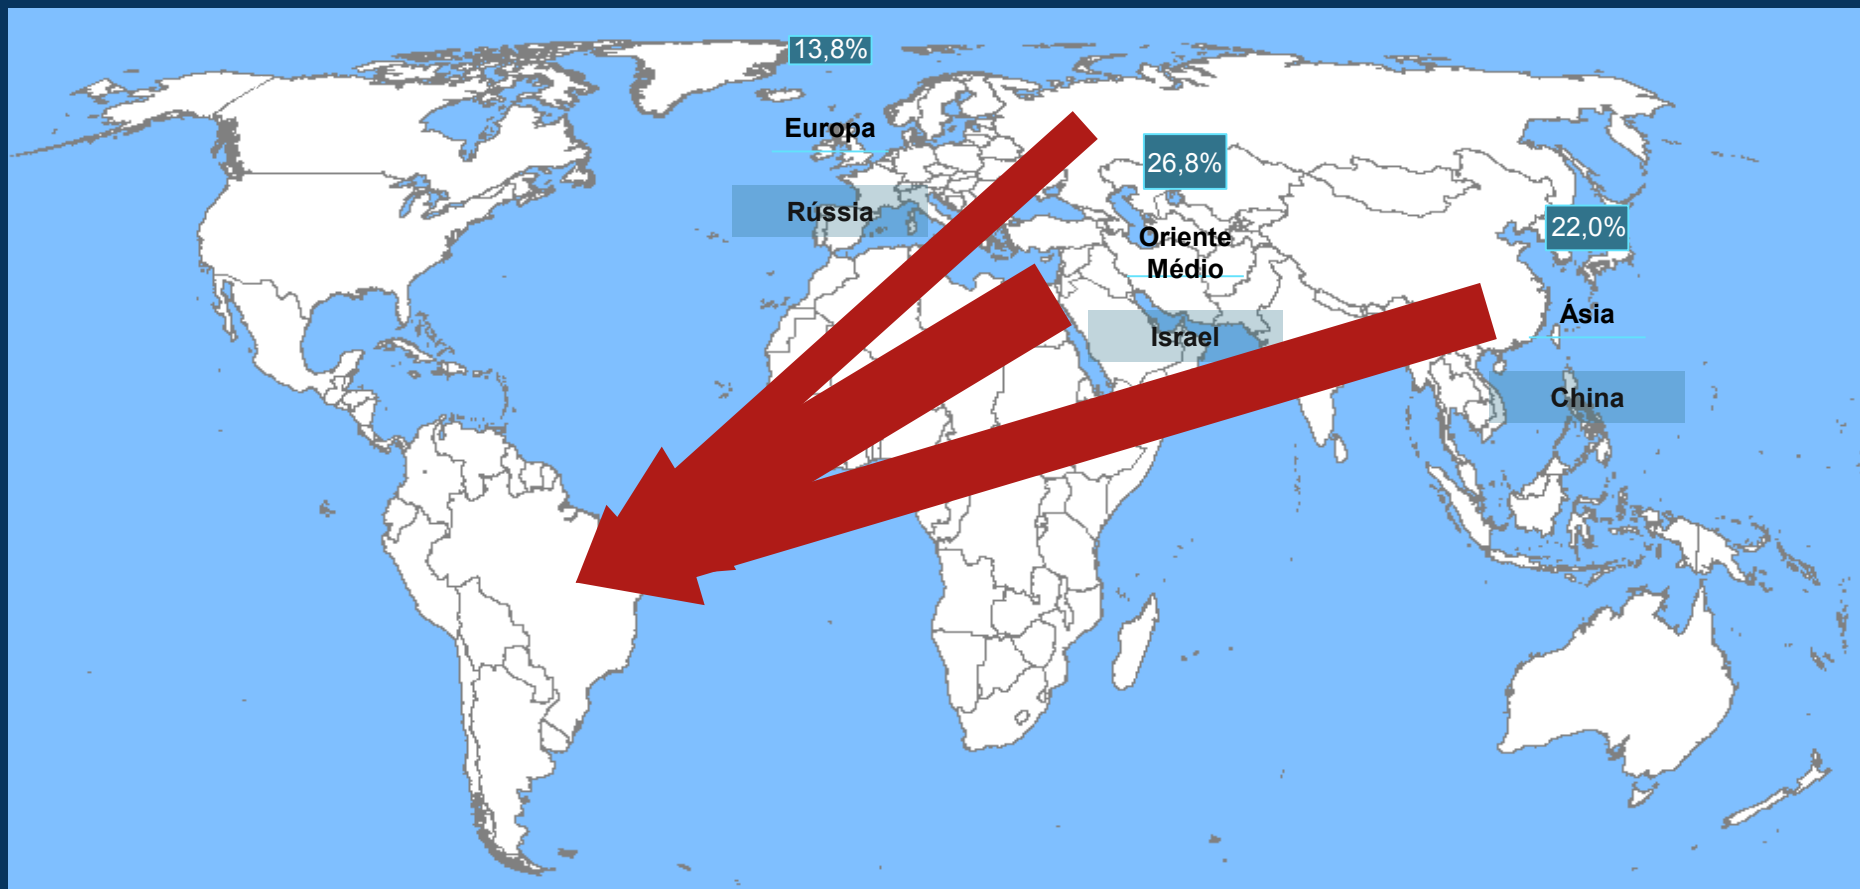 13,8%
Europa
Rússia
26,8%
Oriente
Médio
Israel
22,0%
Ásia
China